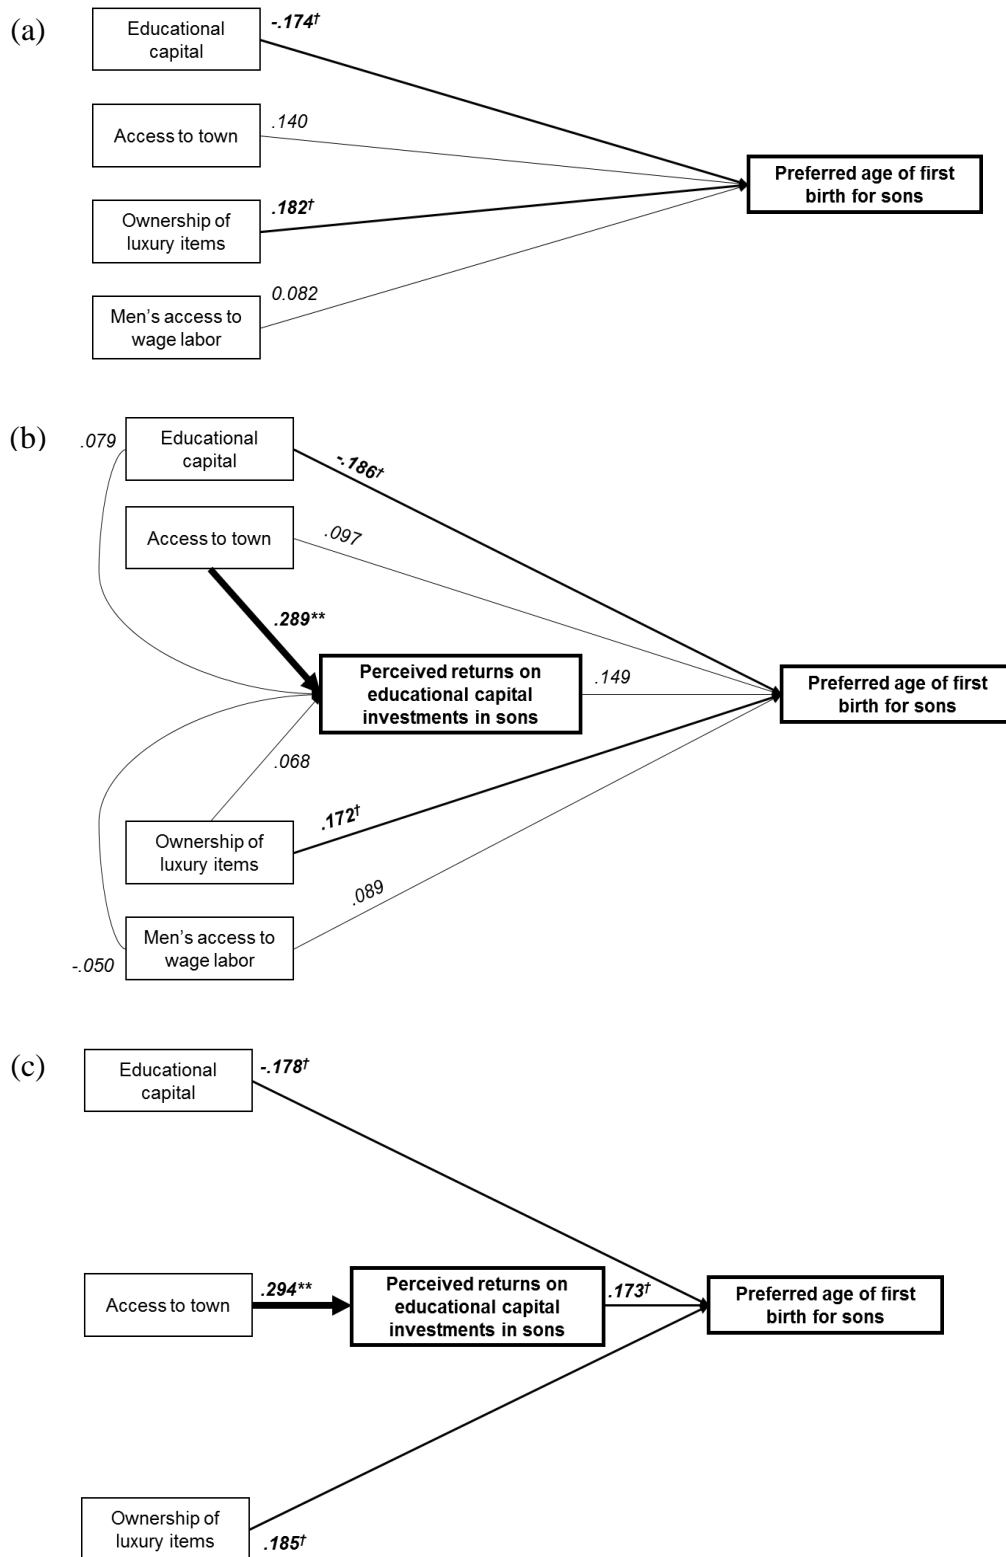 (a)
Educational
capital
-.174†
Access to town
.140
Ownership of
luxury items
.182†
Men's access to
wage labor
0.082
Preferred age of first
birth for sons
(b)
.079
Educational
capital
-.186†
Access to town
.097
.289**
Perceived returns on
educational capital
investments in sons
.149
Preferred age of first
birth for sons
.068
Ownership of
luxury items
.172†
.089
Men's access to
wage labor
-.050
(c)
Educational
capital
-.178†
Access to town
.294**
Perceived returns on
educational capital
investments in sons
.173†
Preferred age of first
birth for sons
Ownership of
luxury items
.185†